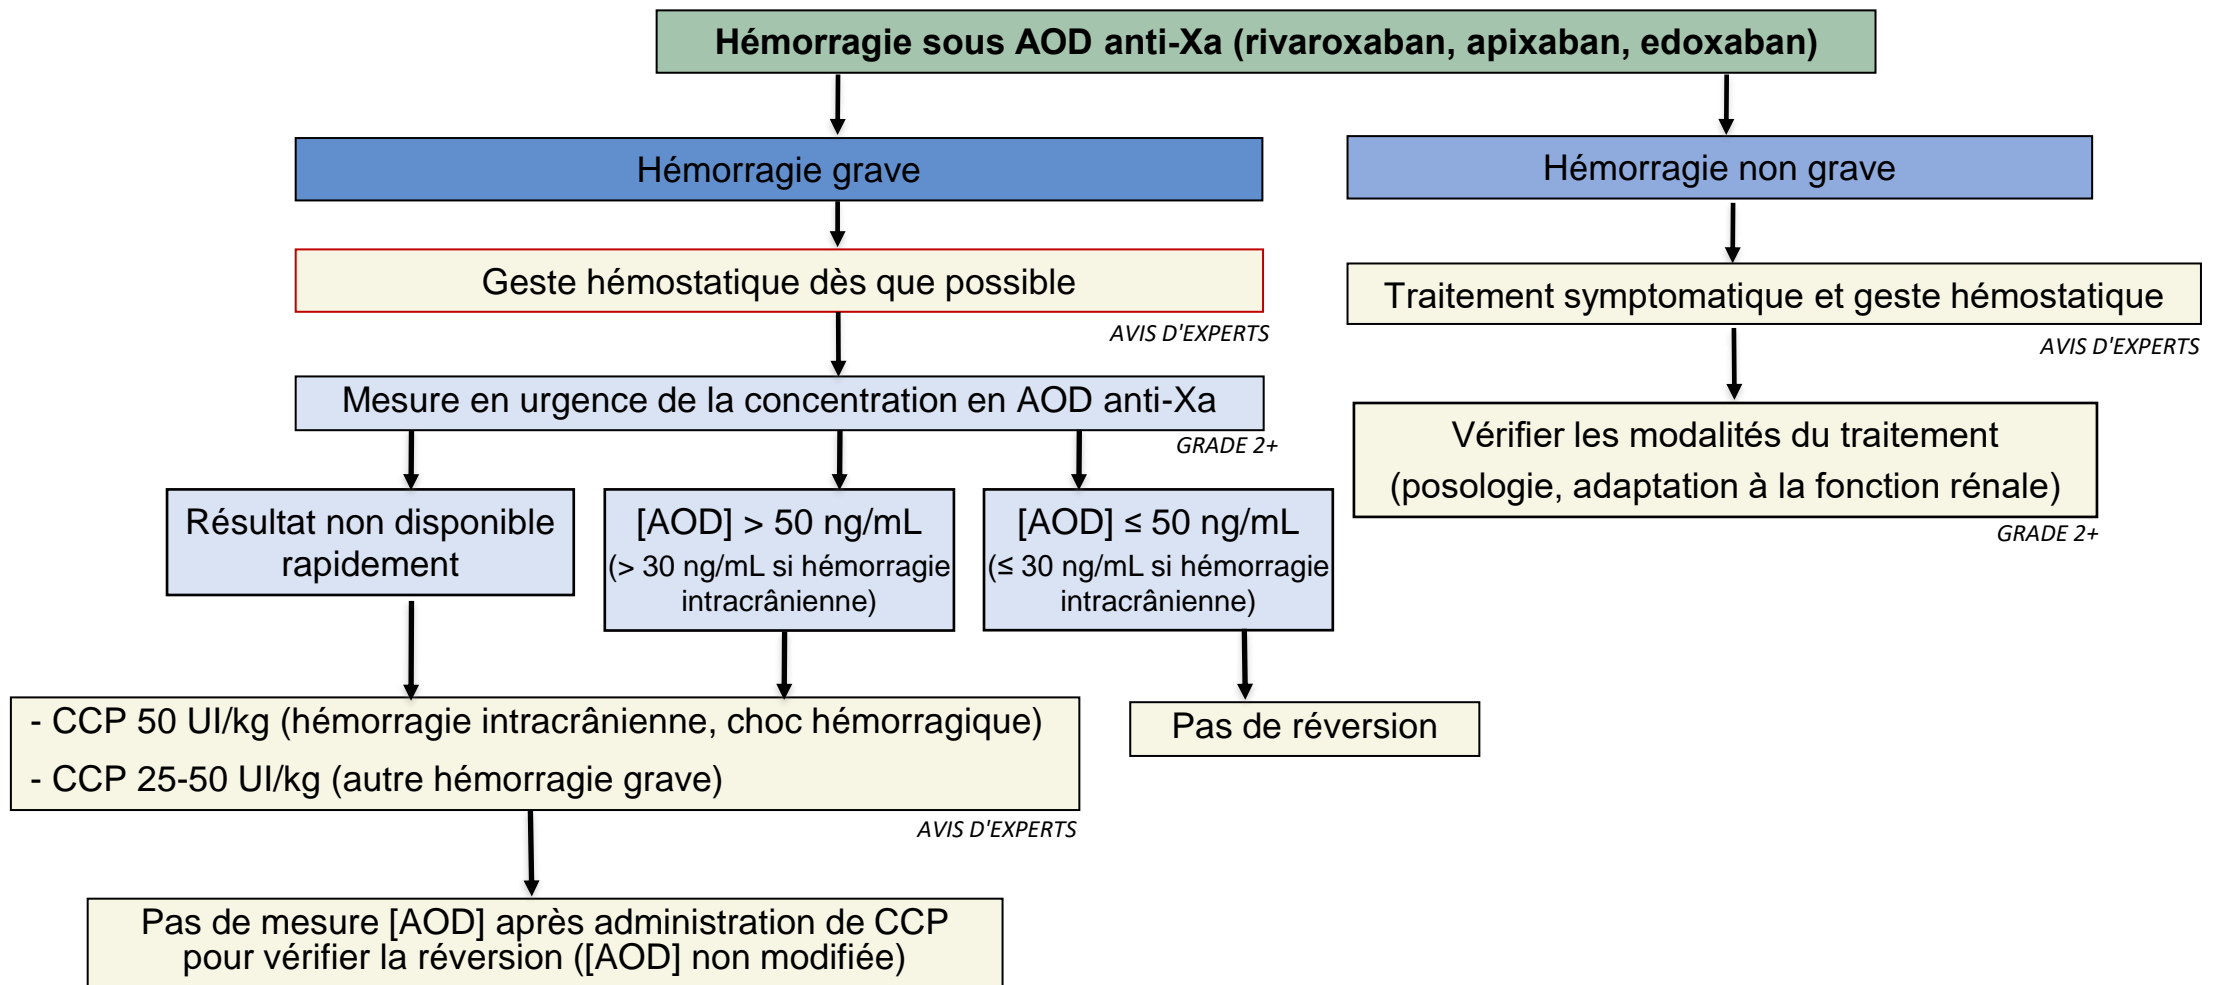 Hémorragie sous AOD anti-Xa (rivaroxaban, apixaban, edoxaban)
Hémorragie grave
Hémorragie non grave
Geste hémostatique dès que possible
AVIS D'EXPERTS
Traitement symptomatique et geste hémostatique
AVIS D'EXPERTS
Mesure en urgence de la concentration en AOD anti-Xa
GRADE 2+
Vérifier les modalités du traitement
(posologie, adaptation à la fonction rénale)
GRADE 2+
Résultat non disponible
rapidement
[AOD] > 50 ng/mL
(> 30 ng/mL si hémorragie
intracrânienne)
[AOD] ≤ 50 ng/mL
(≤ 30 ng/mL si hémorragie
intracrânienne)
- CCP 50 UI/kg (hémorragie intracrânienne, choc hémorragique)
- CCP 25-50 UI/kg (autre hémorragie grave)
AVIS D'EXPERTS
Pas de réversion
Pas de mesure [AOD] après administration de CCP
pour vérifier la réversion ([AOD] non modifiée)